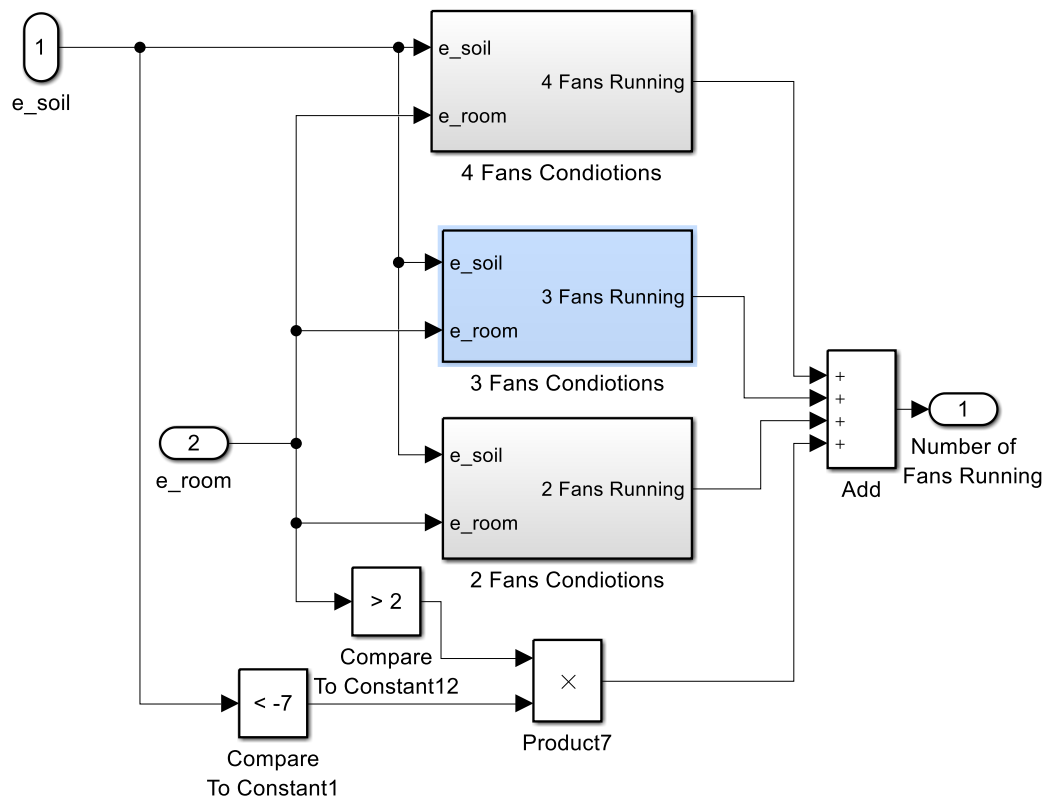 1
e_soil
e_soil
4 Fans Running
e_room
4 Fans Condiotions
e_soil
3 Fans Running
e_room
3 Fans Condiotions
2
e_room
e_soil
2 Fans Running
e_room
2 Fans Condiotions
+
+
+
+
Add
1
Number of
Fans Running
> 2
Compare
To Constant12
< -7
Compare
To Constant1
×
Product7